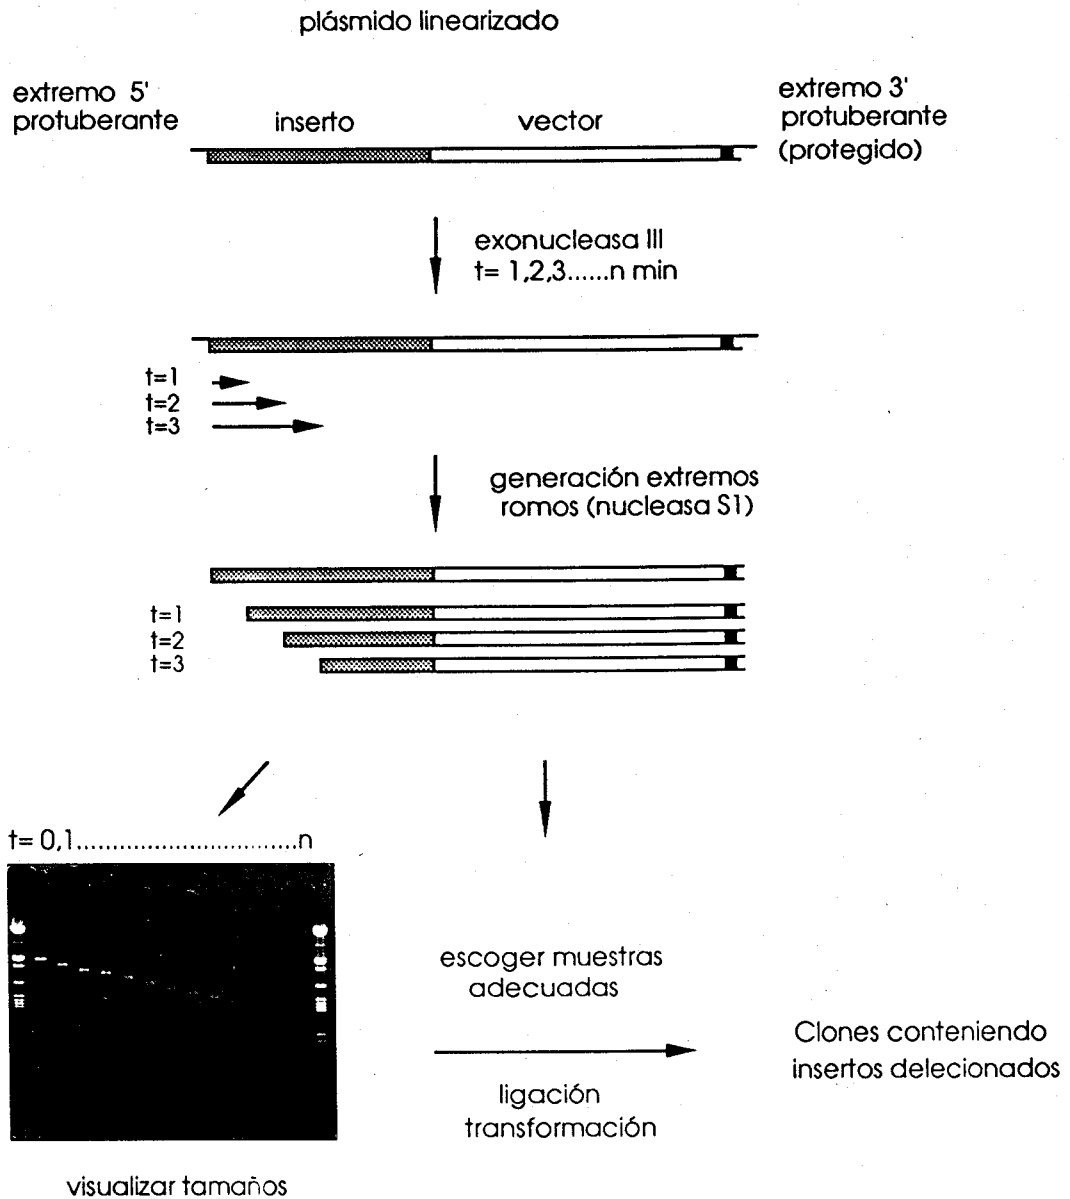 plásmido linearizado
extremo 5'
protuberante
inserto
vector
extremo 3'
protuberante
(protegido)
exonucleasa III
t= 1,2,3......n min
t=1
t=2
t=3
generación extremos
romos (nucleasa S1)
t=1
t=2
t=3
t= 0,1...............................n
escoger muestras
adecuadas
ligación
transformación
Clones conteniendo
insertos delecionados
visualizar tamaños